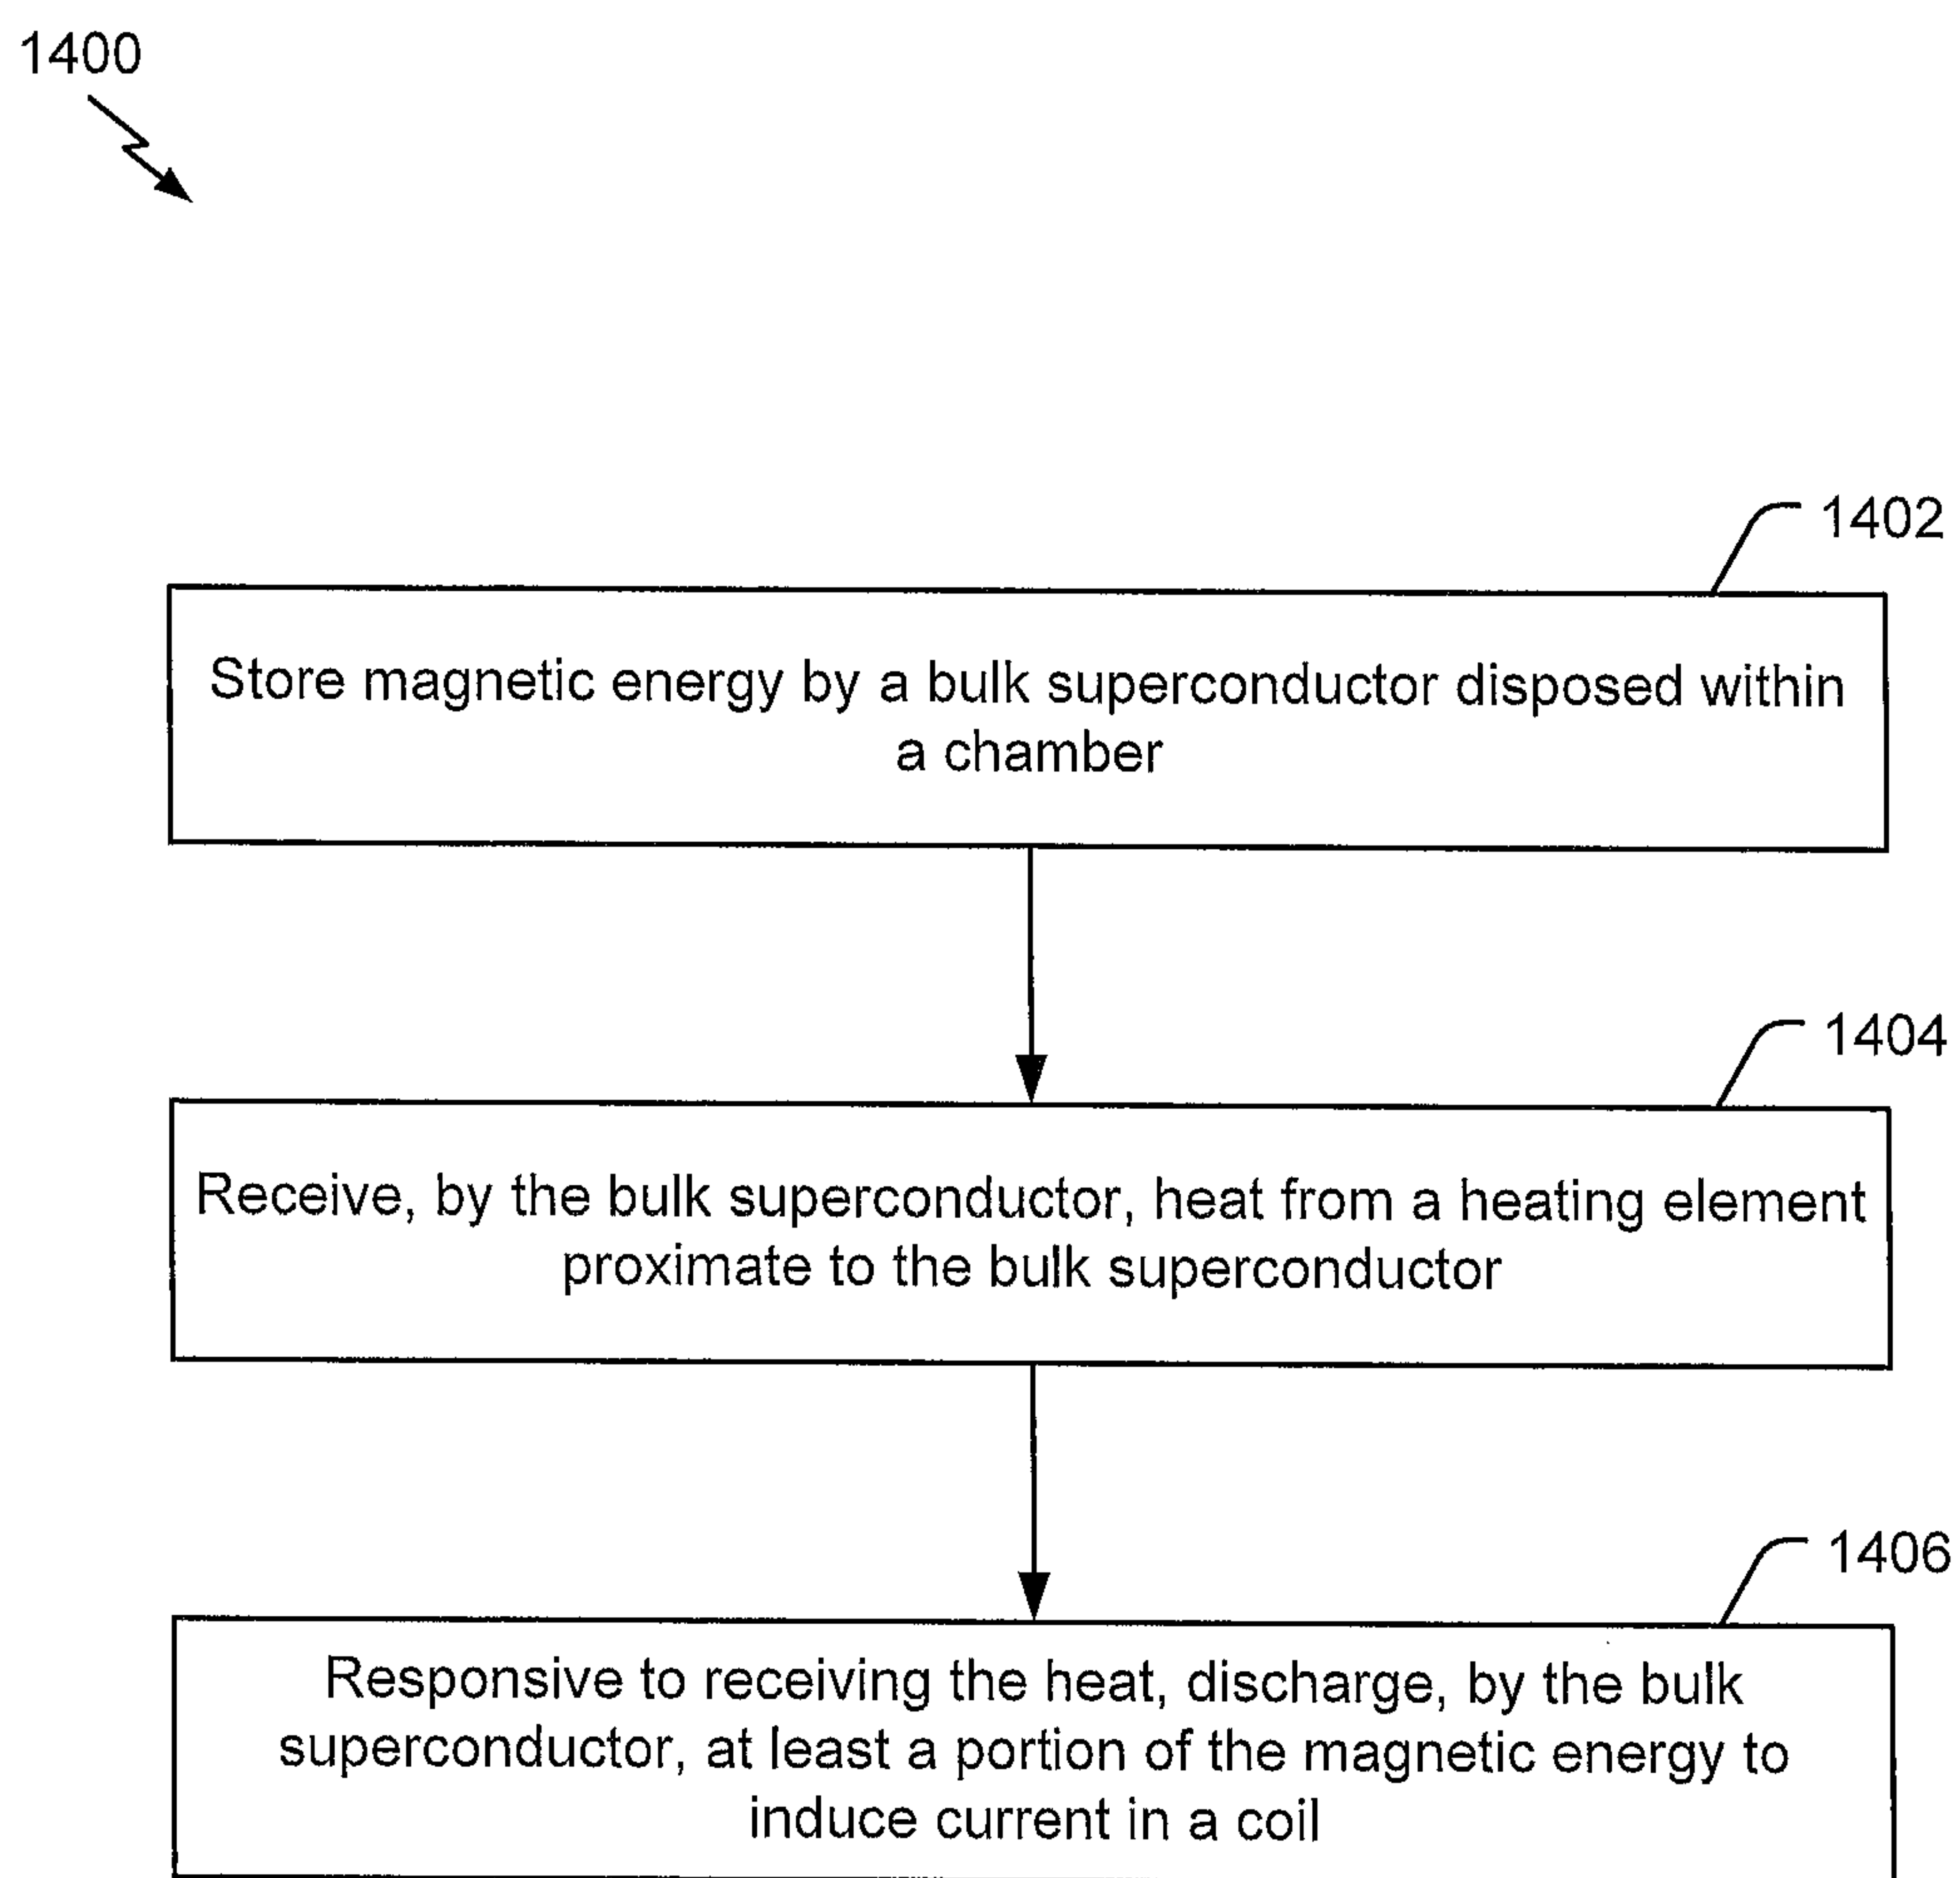 1400
1402
Store magnetic energy by a bulk superconductor disposed within
a chamber
1404
Receive, by the bulk superconductor, heat from a heating element
proximate to the bulk superconductor
1406
Responsive to receiving the heat, discharge, by the bulk
superconductor, at least a portion of the magnetic energy to
induce current in a coil